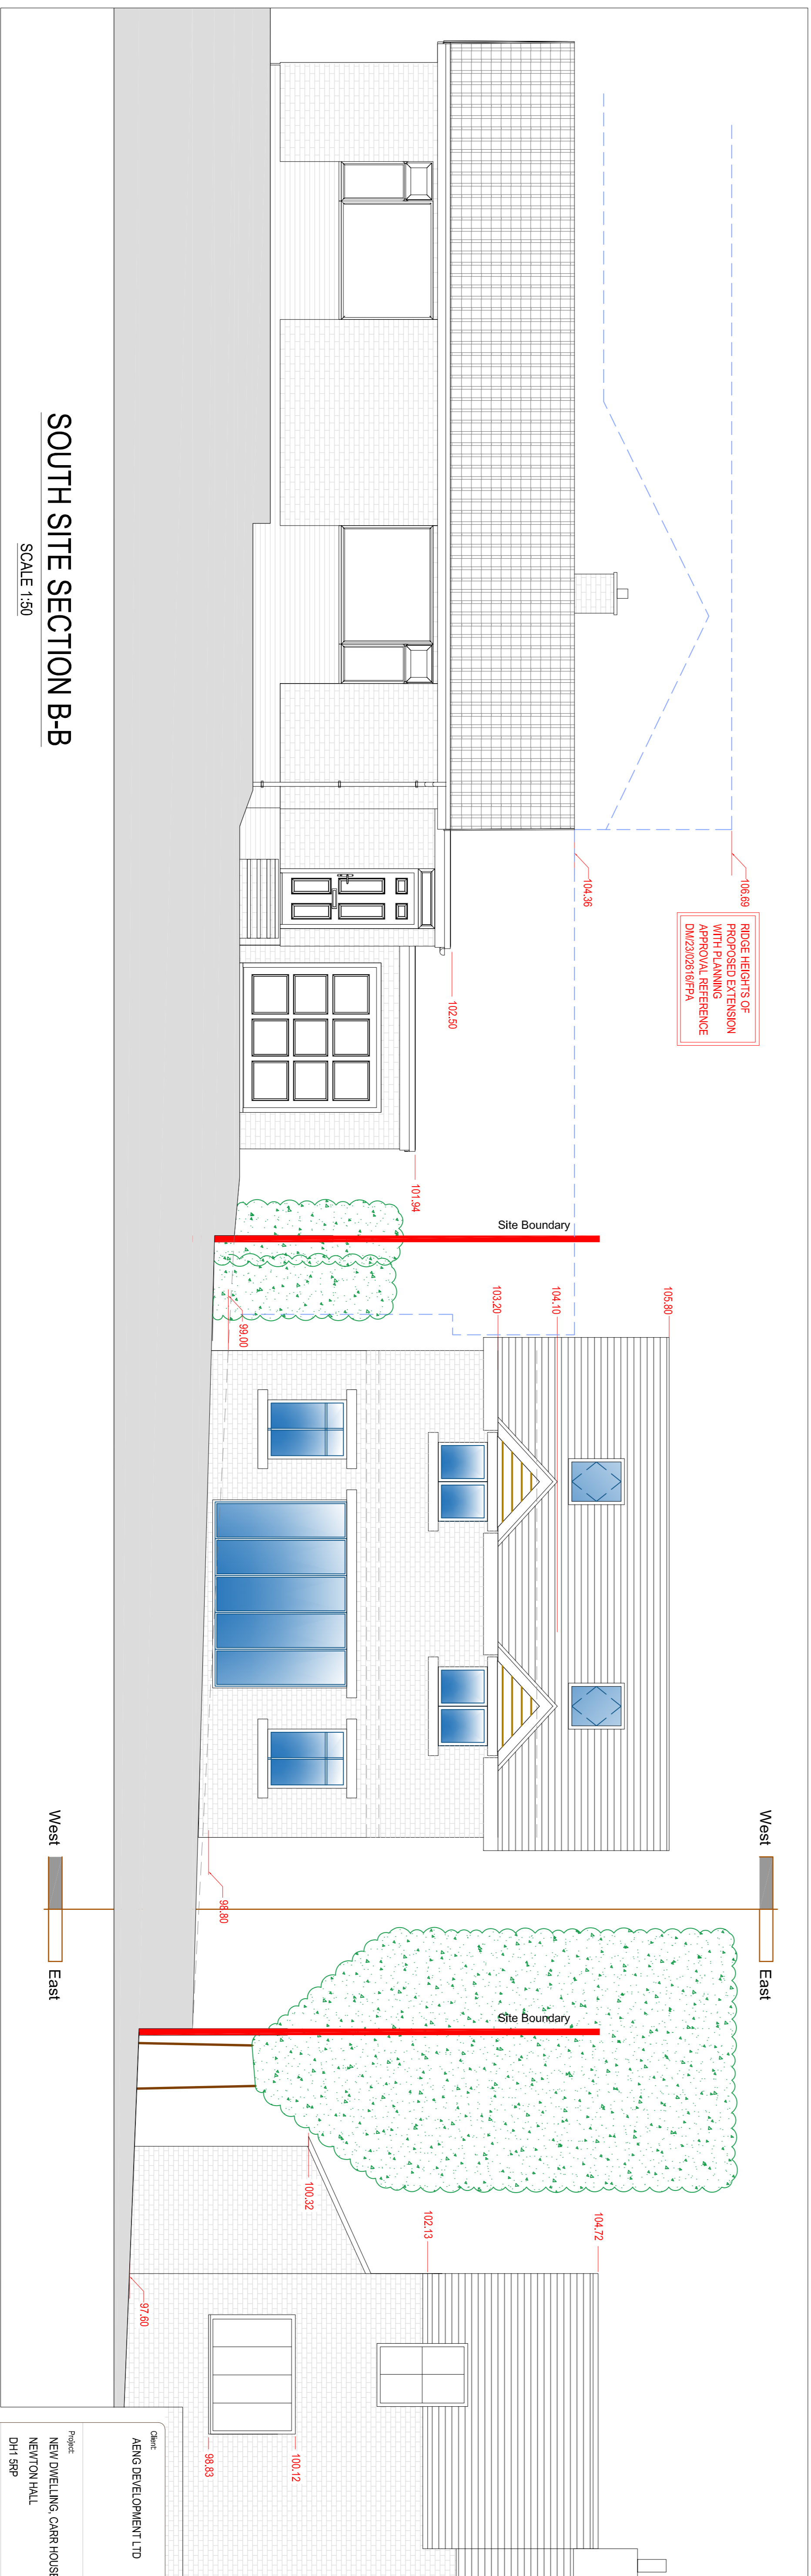 106.69
RIDGE HEIGHTS OF
PROPOSED EXTENSION
WITH PLANNING
APPROVAL REFERENCE
DM/23/02616/FPA
104.36
102.50
101.94
Site Boundary
99.00
103.20
104.10
105.80
98.80
West
East
West
East
Site Boundary
100.32
102.13
104.72
97.60
100.12
98.83
SOUTH SITE SECTION B-B
SCALE 1:50
Client:
AENG DEVELOPMENT LTD
Project:
NEW DWELLING, CARR HOUSE
NEWTON HALL
DH1 5RP